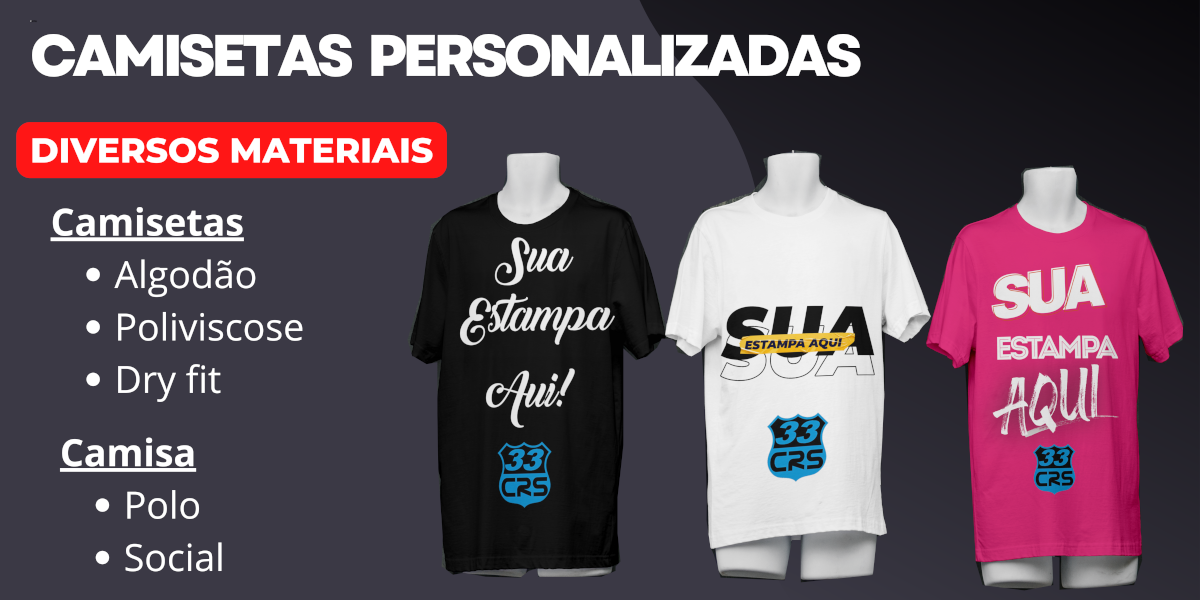 CAMISETAS PERSONALIZADAS
DIVERSOS MATERIAIS
Camisetas
• Algodão
• Poliviscose
• Dry fit
Camisa
• Polo
• Social
Sua
Estampa
Aui!
33
CRS
SUA
ESTAMPA AQUI
SUA
33
CRS
SUA
ESTAMPA
AQUI
33
CRS